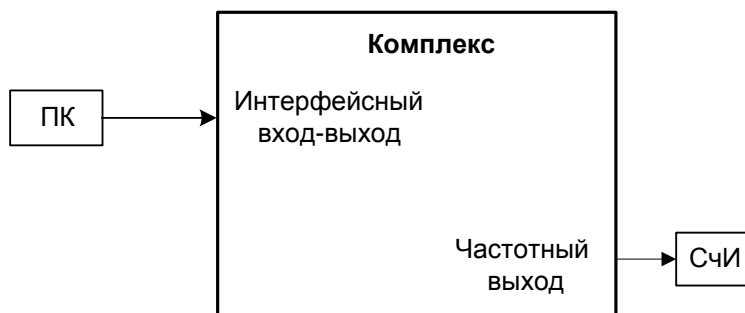 Комплекс
ПК
Интерфейсный
вход-выход
Частотный
выход
СчИ